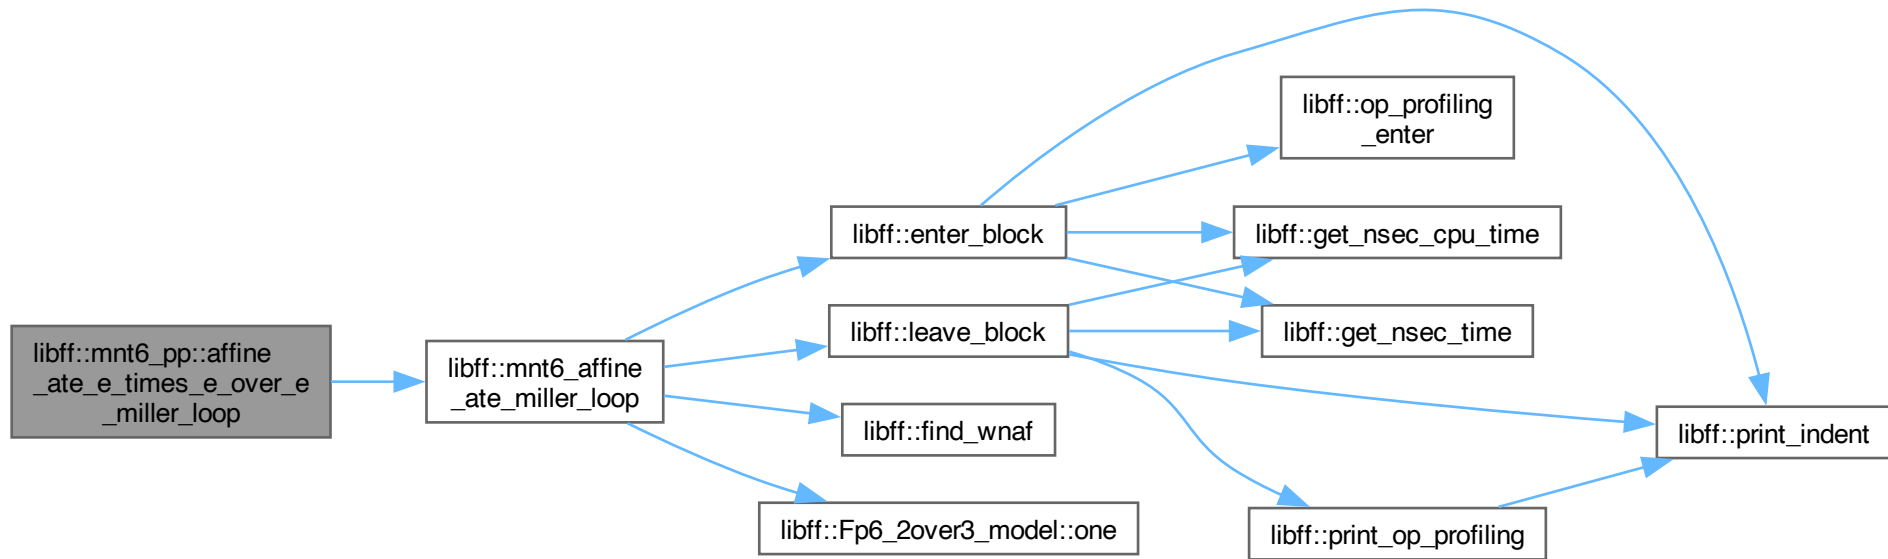 libff::mnt6_pp::affine
_ate_e_times_e_over_e
_miller_loop
libff::mnt6_affine
_ate_miller_loop
libff::enter_block
libff::leave_block
libff::find_wnaf
libff::Fp6_2over3_model::one
libff::op_profiling
_enter
libff::get_nsec_cpu_time
libff::get_nsec_time
libff::print_op_profiling
libff::print_indent